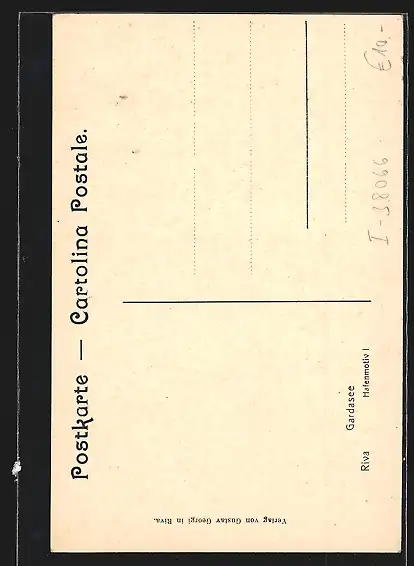 Postkarte — Cartolina Postale.
Gardasee
Riva Hafenmotiv I
Verlag von Gustav Georgi in Riva.
I-38066
€10.-